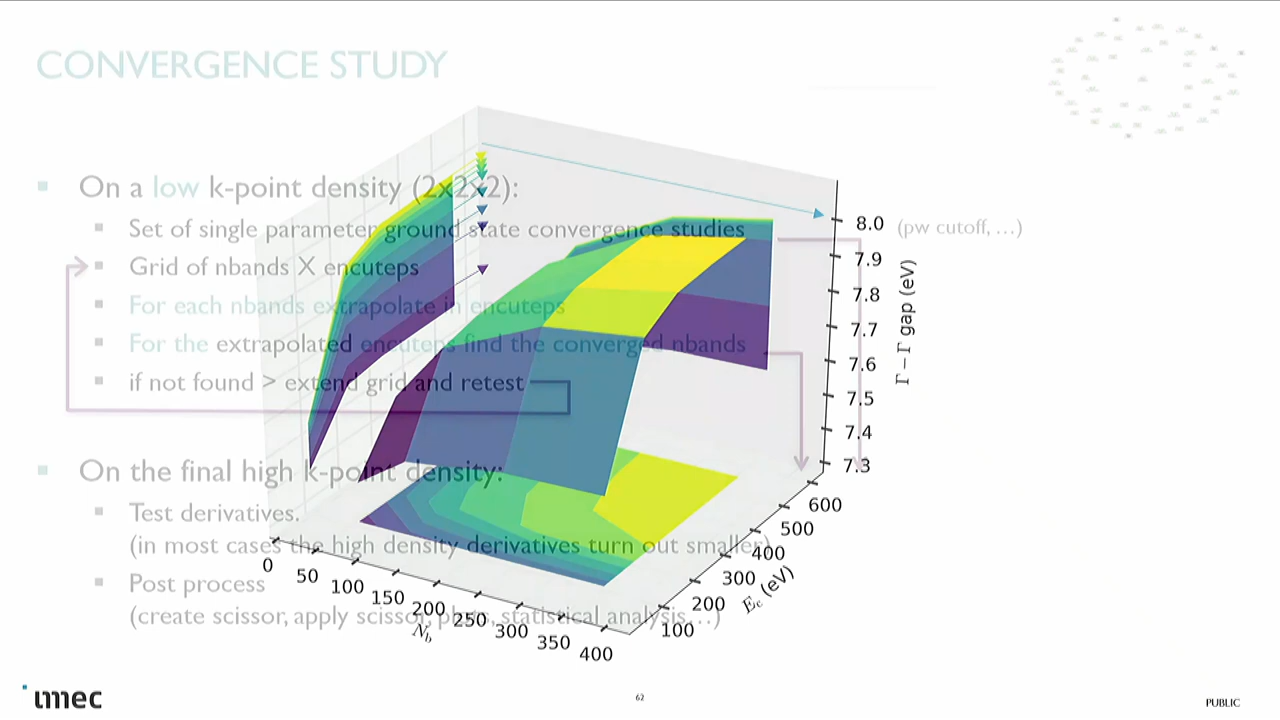 CONVERGENCE STUDY
On a low k-point density (2x2x2):
Set of single parameter ground state convergence studies (pw cutoff, …)
Grid of nbands X encuteps
For each nbands extrapolate in encuteps
For the extrapolated encuteps find the converged nbands
if not found > extend grid and retest
On the final high k-point density:
Test derivatives.
(in most cases the high density derivatives turn out smaller)
Post process
(create scissor, apply scissor, plots, statistical analysis…)
8.0
7.9
7.8
7.7
7.6
7.5
7.4
7.3
Γ − Γ gap (eV)
600
500
400
300
200
100
E_c (eV)
0
50
100
150
200
250
300
350
400
N_b
imec
62
PUBLIC